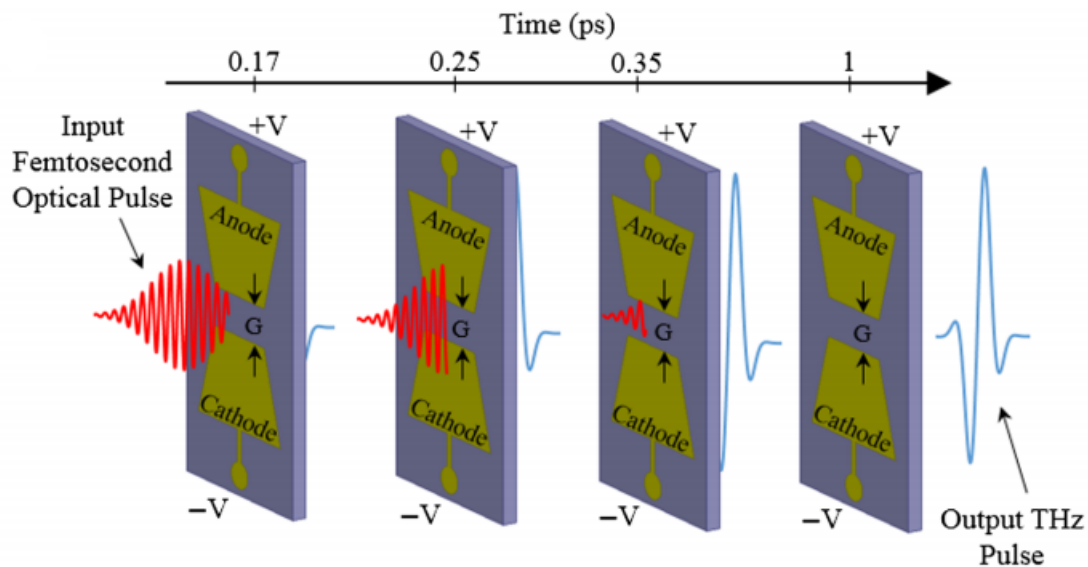 Time (ps)
0.17 0.25 0.35 1
Input
Femtosecond
Optical Pulse
+V +V +V +V
Anode Anode Anode Anode
G G G G
Cathode Cathode Cathode Cathode
–V –V –V –V
Output THz
Pulse